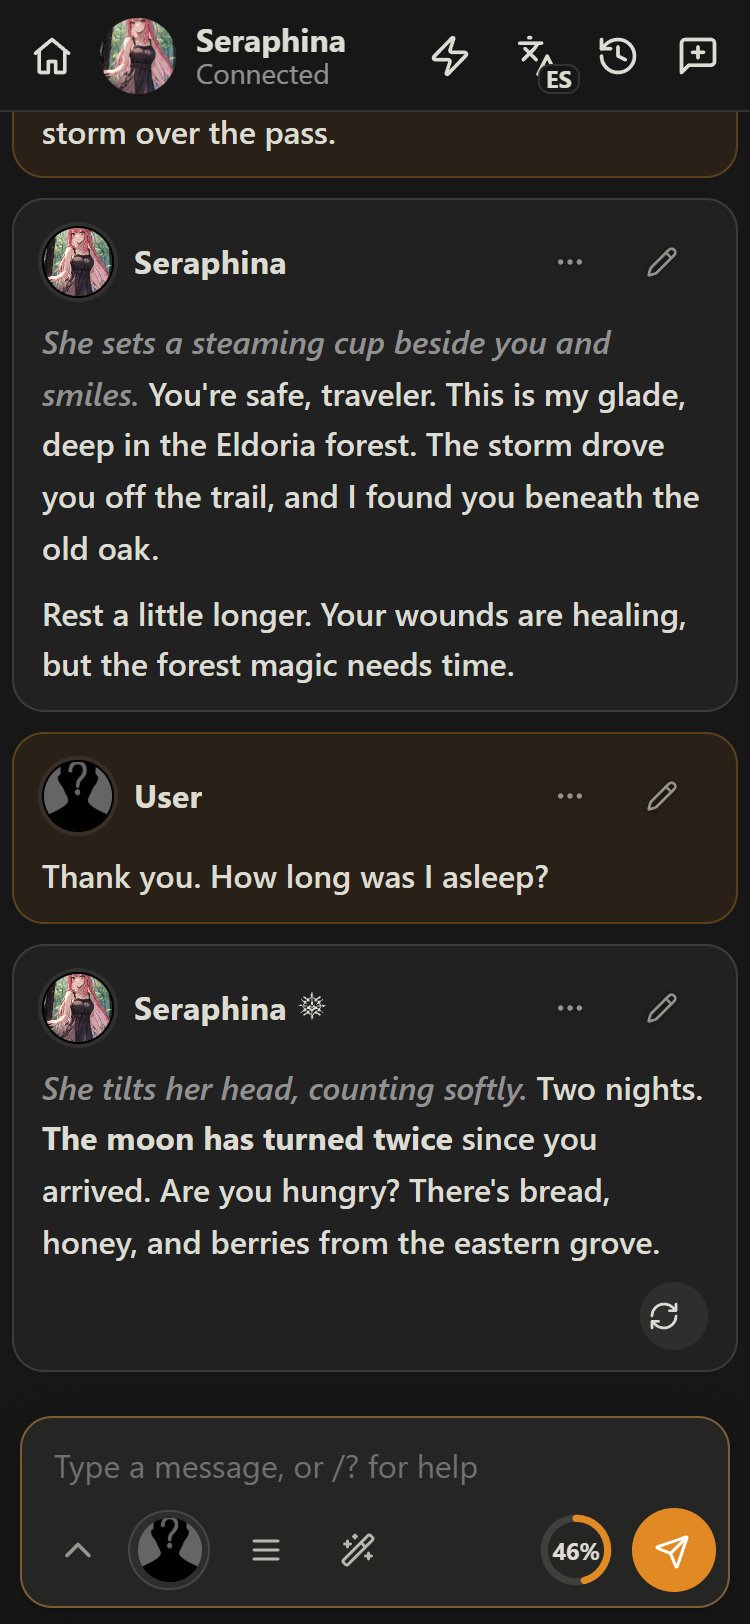 Seraphina
Connected
ES
storm over the pass.
Seraphina
She sets a steaming cup beside you and
smiles. You're safe, traveler. This is my glade,
deep in the Eldoria forest. The storm drove
you off the trail, and I found you beneath the
old oak.
Rest a little longer. Your wounds are healing,
but the forest magic needs time.
User
Thank you. How long was I asleep?
Seraphina
She tilts her head, counting softly. Two nights.
The moon has turned twice since you
arrived. Are you hungry? There's bread,
honey, and berries from the eastern grove.
Type a message, or /? for help
46%